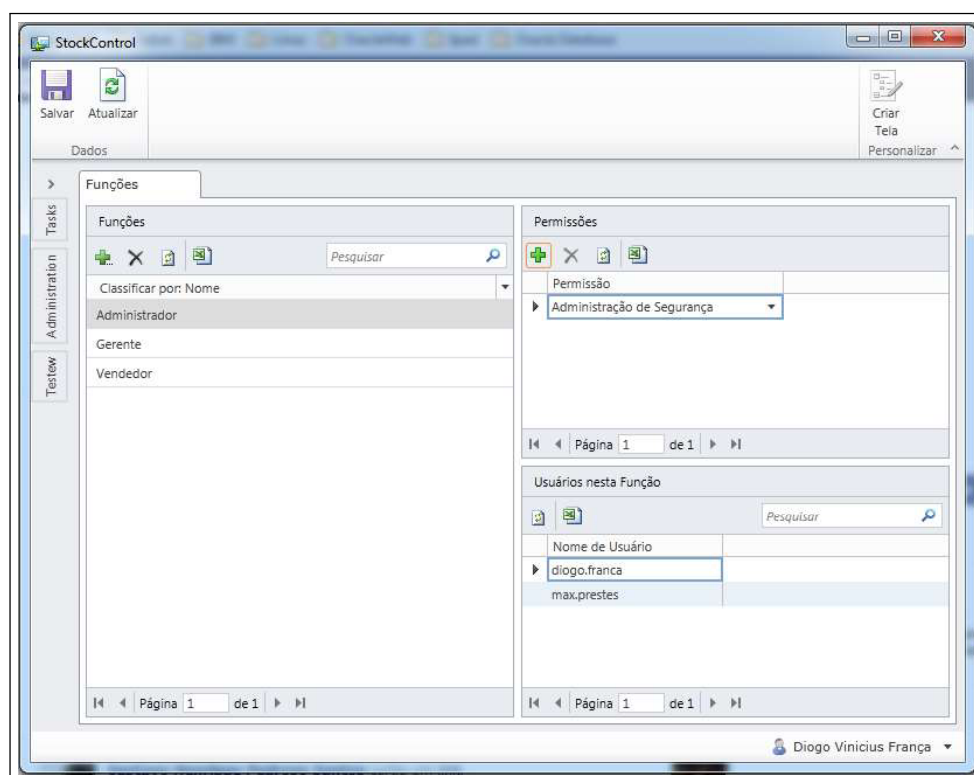 StockControl
Salvar
Atualizar
Criar
Tela
Dados
Personalizar
Funções
Tasks
Administration
Testew
Funções
Pesquisar
Classificar por: Nome
Administrador
Gerente
Vendedor
Página 1 de 1
Permissões
Permissão
Administração de Segurança
Página 1 de 1
Usuários nesta Função
Pesquisar
Nome de Usuário
diogo.franca
max.prestes
Página 1 de 1
Diogo Vinicius França